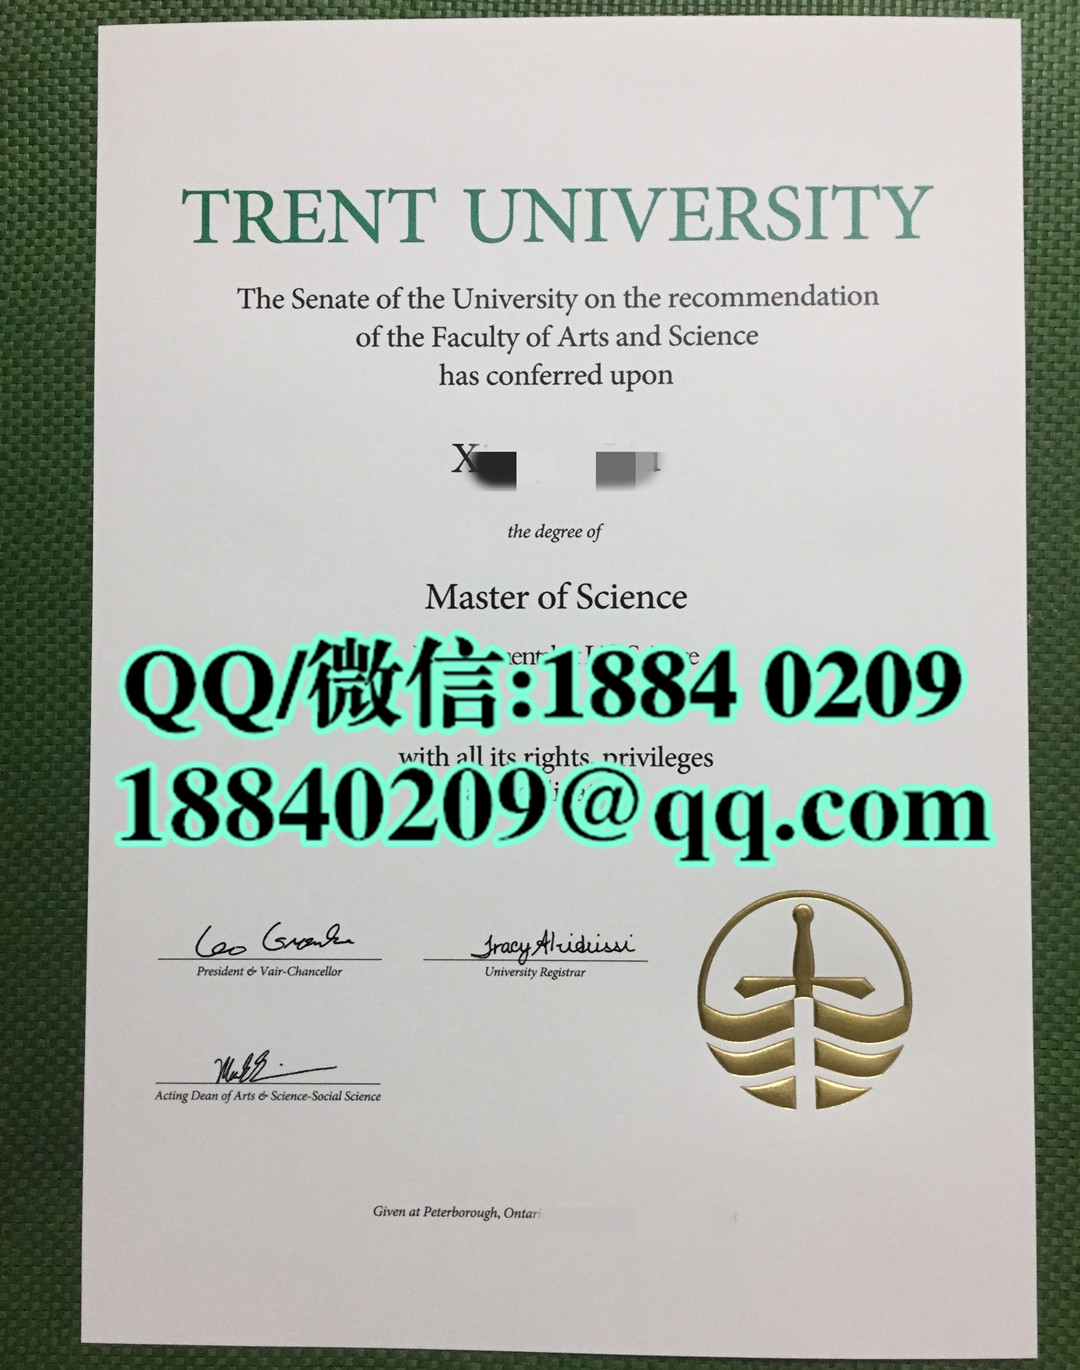 TRENT UNIVERSITY
The Senate of the University on the recommendation
of the Faculty of Arts and Science
has conferred upon
the degree of
Master of Science
QQ/微信:1884 0209
with all its rights, privileges
18840209@qq.com
Leo Groarke
Tracy Al-idrissi
President & Vair-Chancellor
University Registrar
Acting Dean of Arts & Science-Social Science
Given at Peterborough,